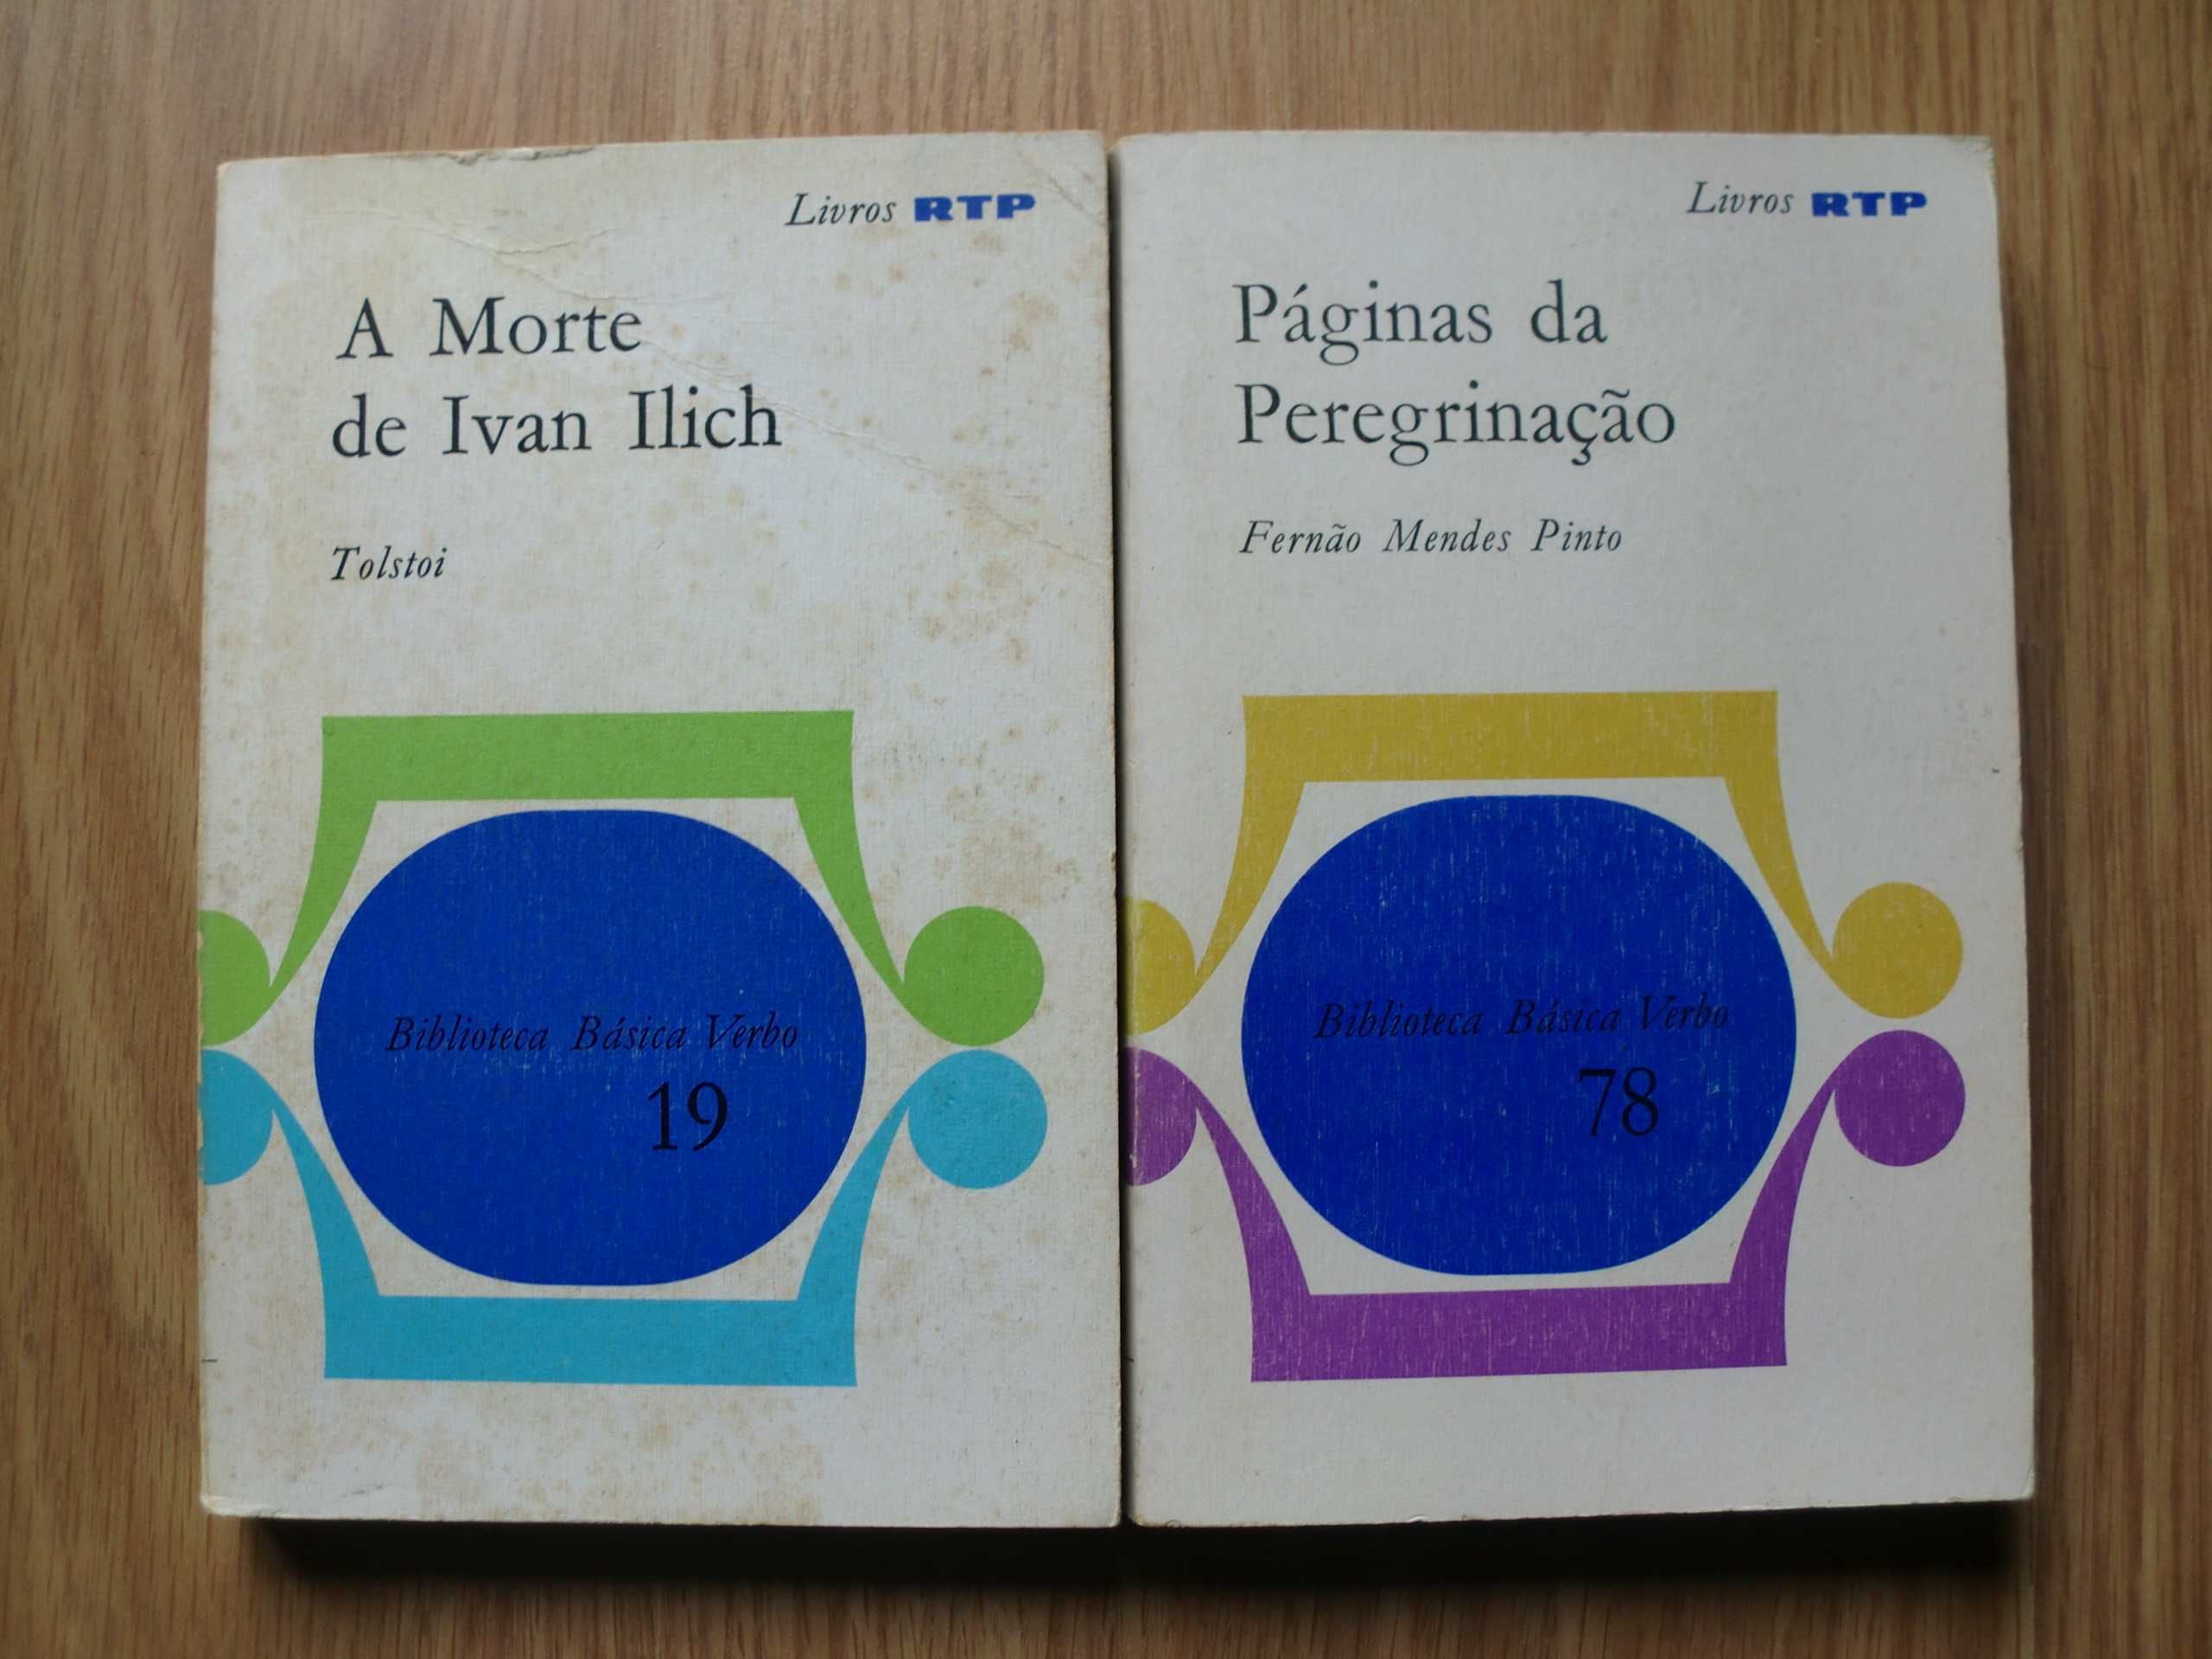 Livros RTP
A Morte
de Ivan Ilich
Tolstoi
Biblioteca Básica Verbo
19
Livros RTP
Páginas da
Peregrinação
Fernão Mendes Pinto
Biblioteca Básica Verbo
78